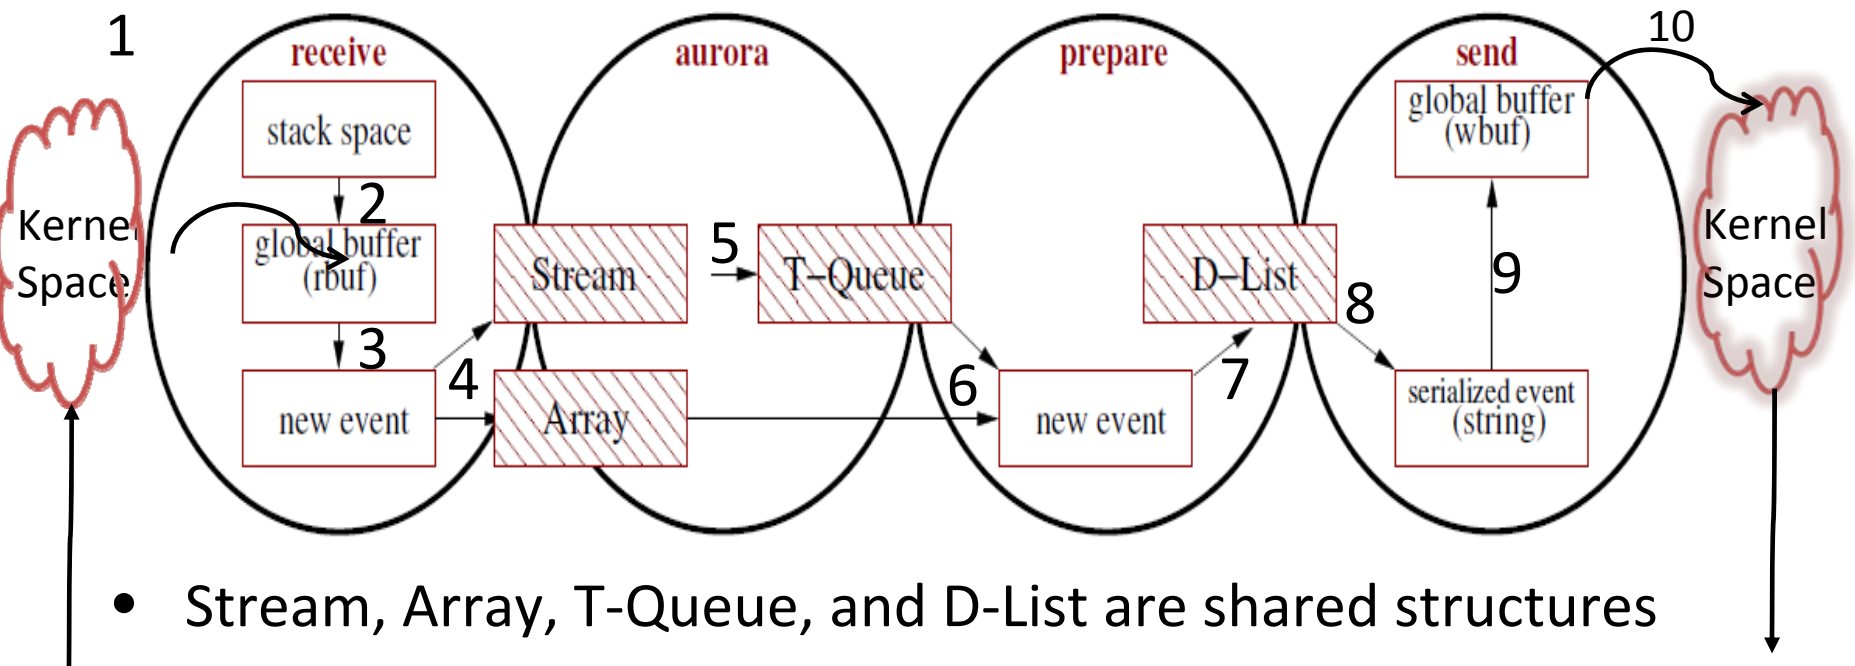 1
receive
aurora
prepare
send
10
stack space
global buffer
(wbuf)
2
Kernel
Space
global buffer
(rbuf)
Stream
5
T-Queue
D-List
8
9
Kernel
Space
3
4
6
7
new event
Array
new event
serialized event
(string)
• Stream, Array, T-Queue, and D-List are shared structures